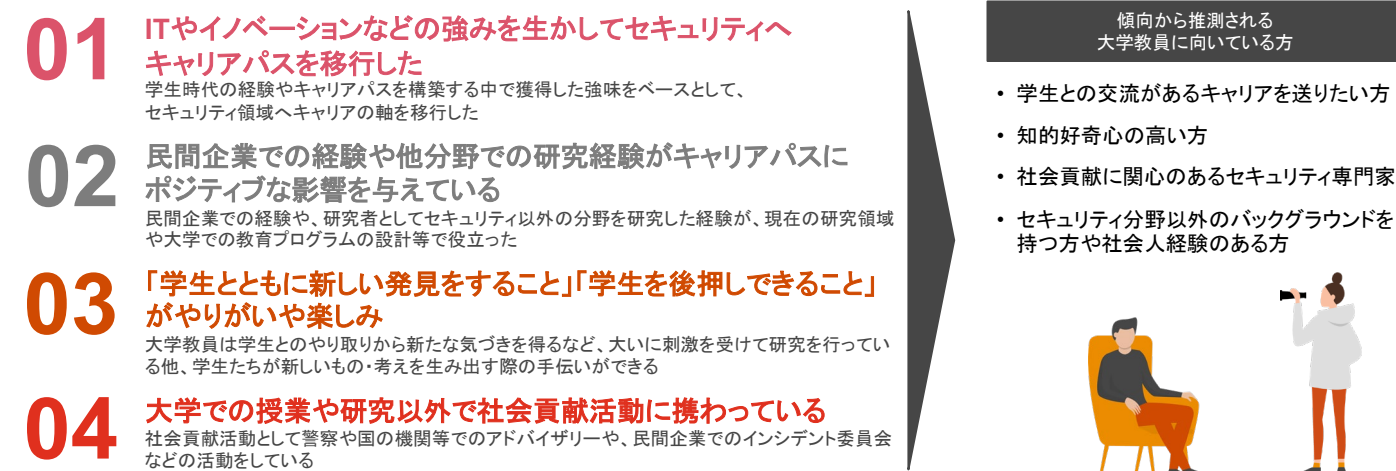 01
ITやイノベーションなどの強みを生かしてセキュリティへ
キャリアパスを移行した
学生時代の経験やキャリアパスを構築する中で獲得した強味をベースとして、
セキュリティ領域へキャリアの軸を移行した
02
民間企業での経験や他分野での研究経験がキャリアパスに
ポジティブな影響を与えている
民間企業での経験や、研究者としてセキュリティ以外の分野を研究した経験が、現在の研究領域
や大学での教育プログラムの設計等で役立った
03
「学生とともに新しい発見をすること」「学生を後押しできること」
がやりがいや楽しみ
大学教員は学生とのやり取りから新たな気づきを得るなど、大いに刺激を受けて研究を行ってい
る他、学生たちが新しいもの・考えを生み出す際の手伝いができる
04
大学での授業や研究以外で社会貢献活動に携わっている
社会貢献活動として警察や国の機関等でのアドバイザリーや、民間企業でのインシデント委員会
などの活動をしている
傾向から推測される
大学教員に向いている方
• 学生との交流があるキャリアを送りたい方
• 知的好奇心の高い方
• 社会貢献に関心のあるセキュリティ専門家
• セキュリティ分野以外のバックグラウンドを
持つ方や社会人経験のある方